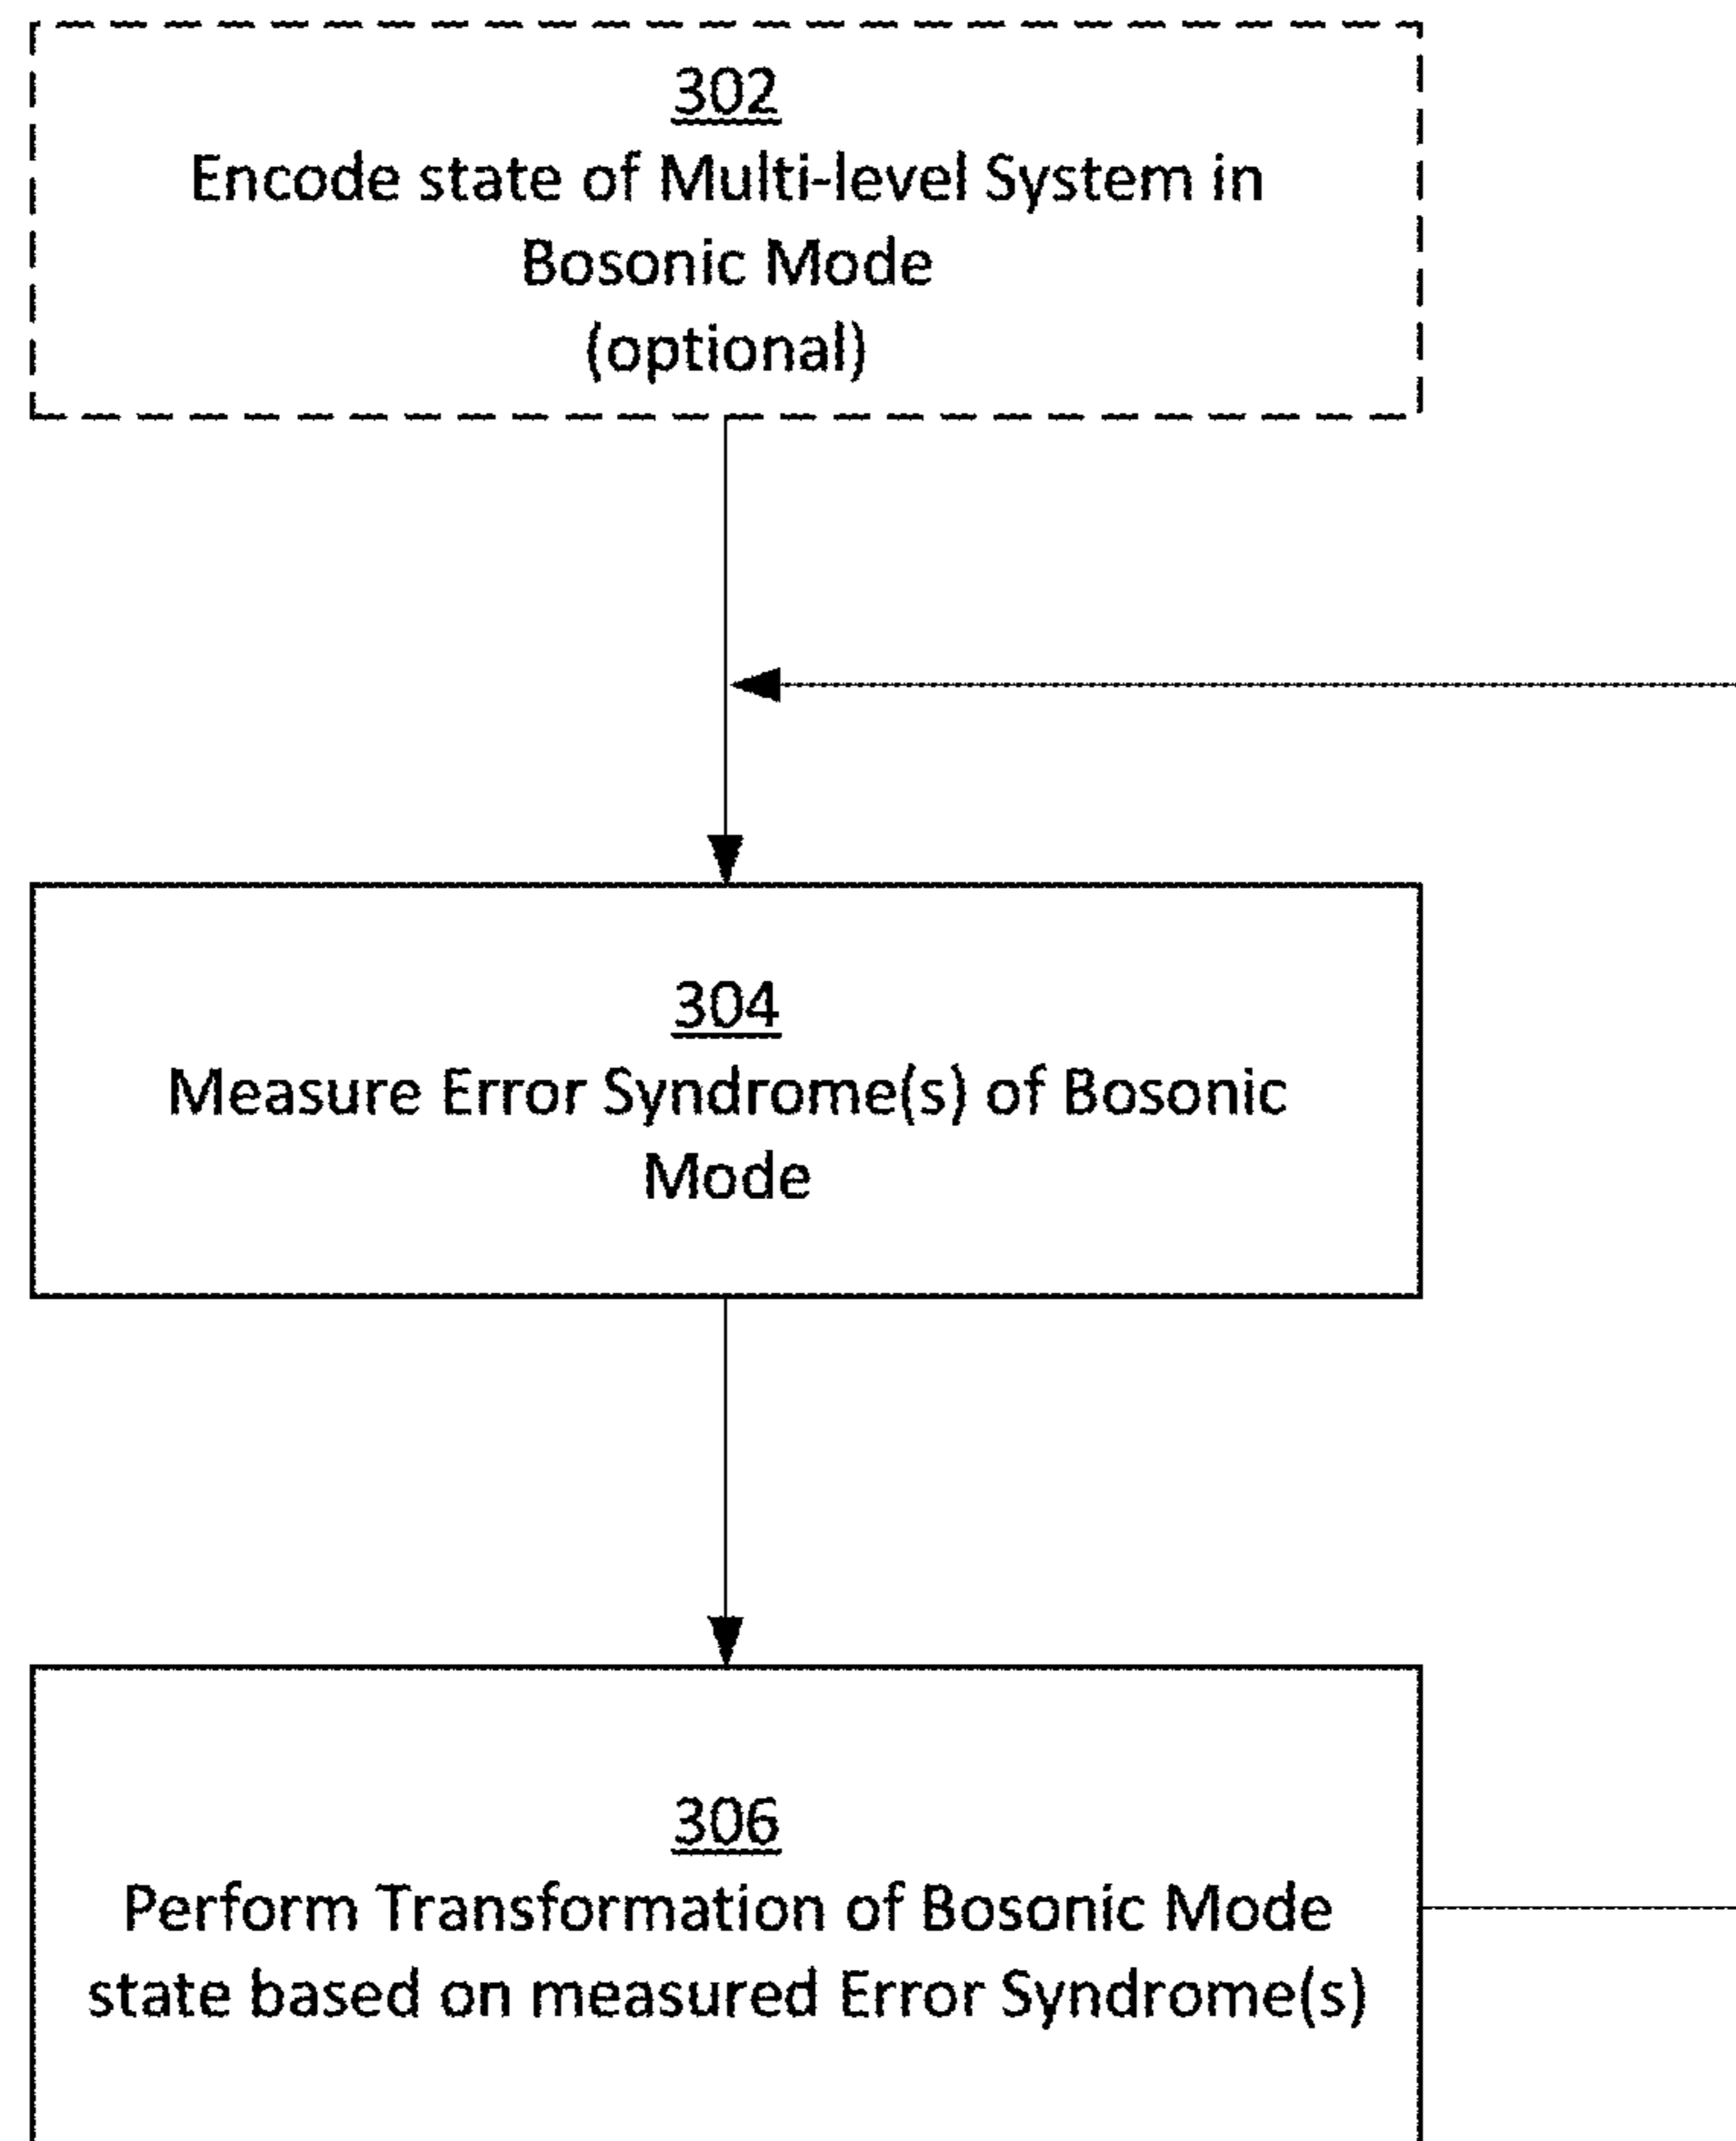 302
Encode state of Multi-level System in
Bosonic Mode
(optional)
304
Measure Error Syndrome(s) of Bosonic
Mode
306
Perform Transformation of Bosonic Mode
state based on measured Error Syndrome(s)